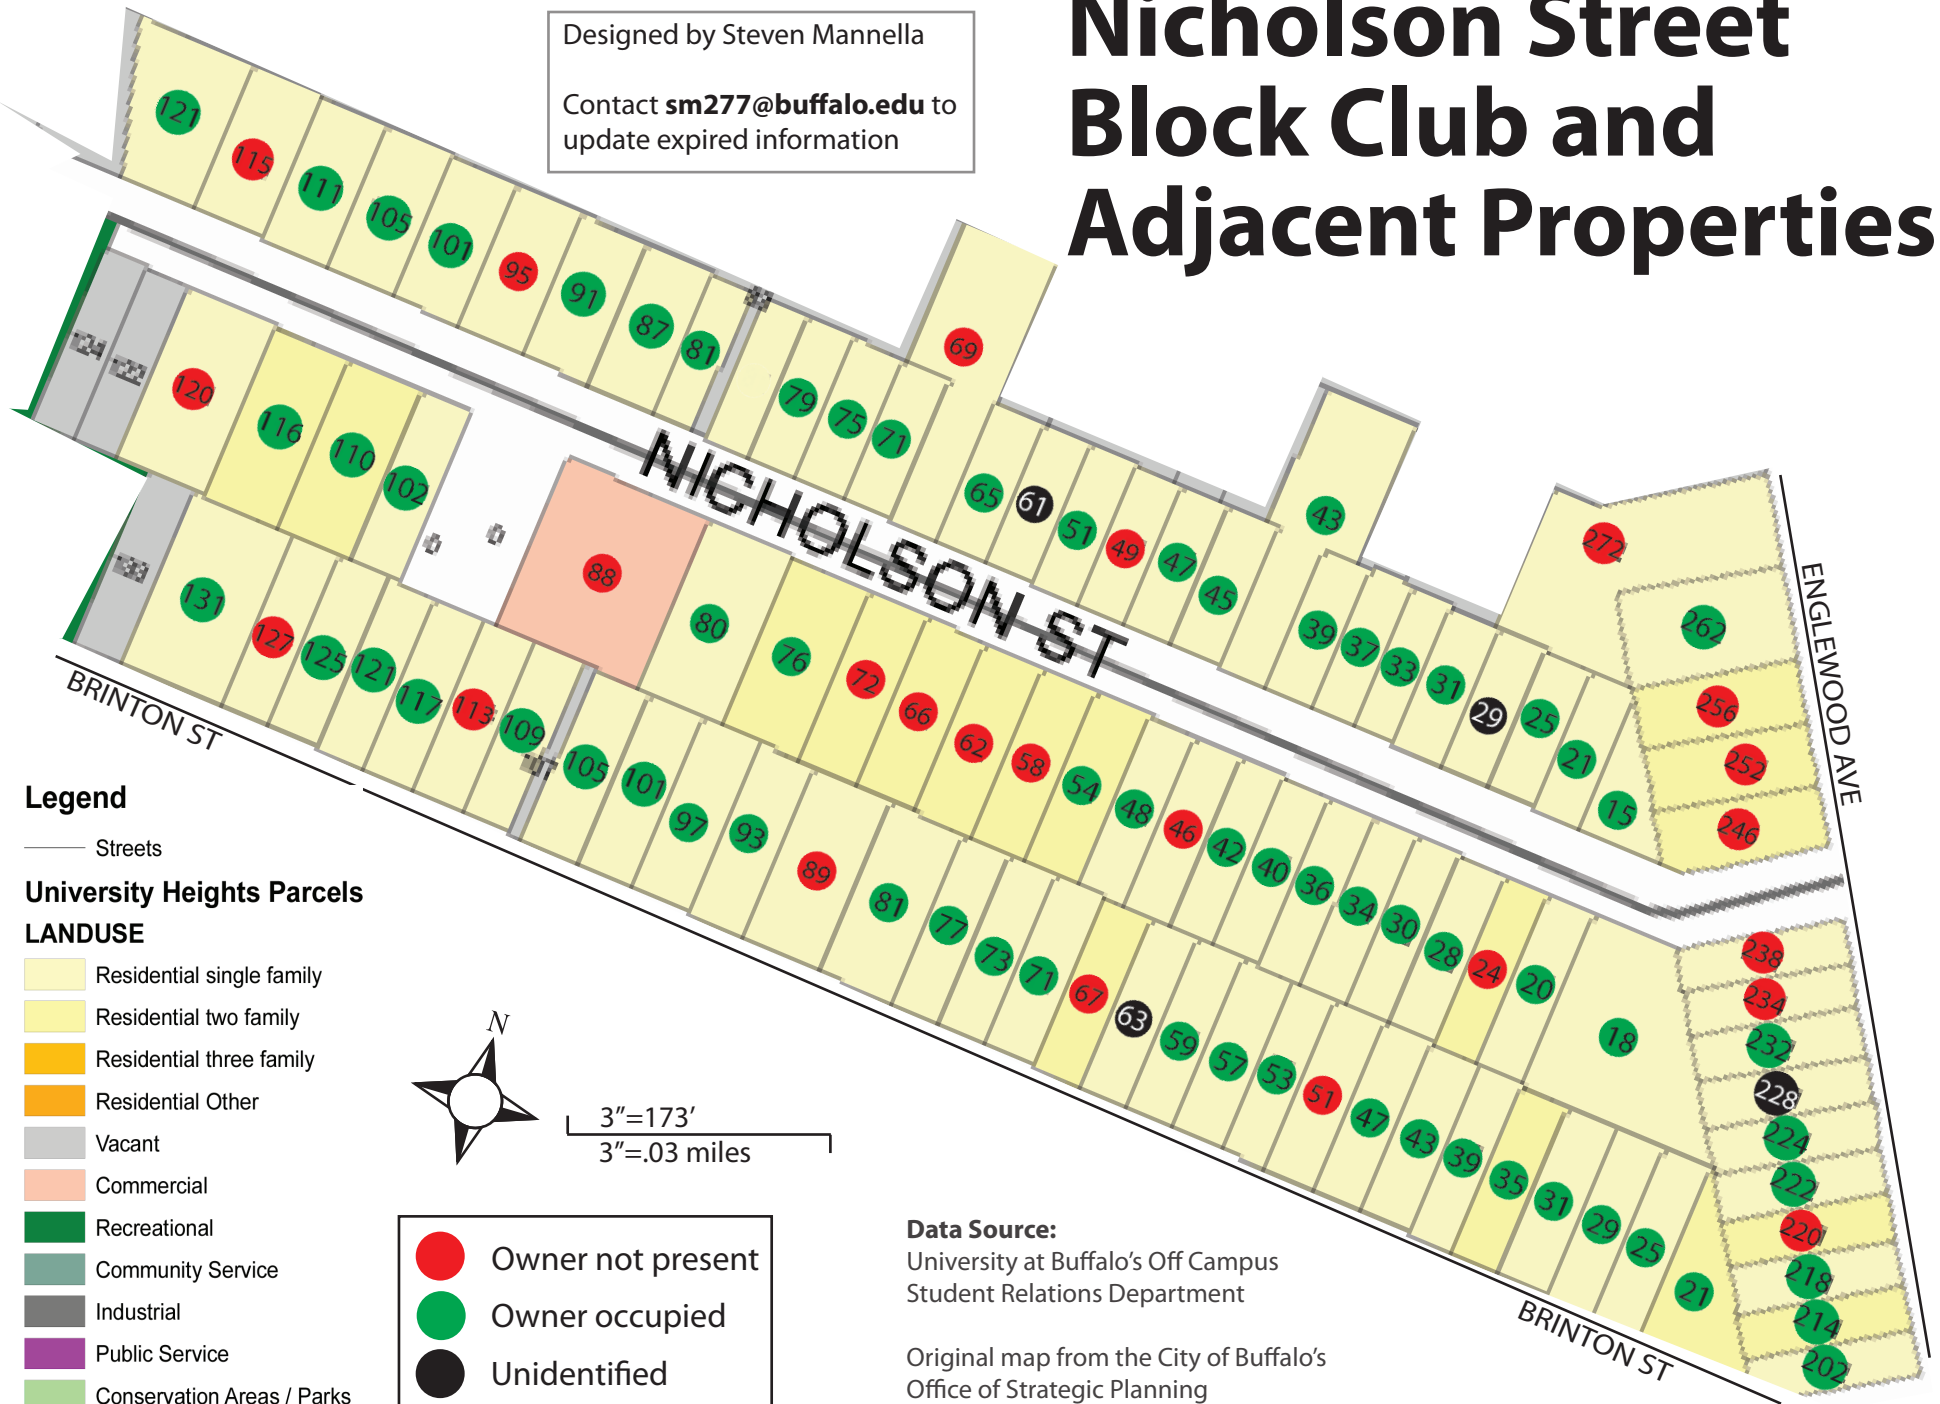 Designed by Steven Mannella
Contact sm277@buffalo.edu to
update expired information
Nicholson Street
Block Club and
Adjacent Properties
121
115
111
105
101
95
91
87
81
79
75
71
69
65
61
51
49
47
45
43
39
37
33
31
29
25
21
15
272
262
256
252
246
ENGLEWOOD AVE
NICHOLSON ST
120
116
110
102
88
80
76
72
66
62
58
54
48
46
42
40
36
34
30
28
24
20
18
238
234
232
228
224
222
220
218
214
202
131
127
125
121
117
113
109
105
101
97
93
89
81
77
73
71
67
63
59
57
53
51
47
43
39
35
31
29
25
21
BRINTON ST
BRINTON ST
Legend
Streets
University Heights Parcels
LANDUSE
Residential single family
Residential two family
Residential three family
Residential Other
Vacant
Commercial
Recreational
Community Service
Industrial
Public Service
Conservation Areas / Parks
N
3"=173'
3"=.03 miles
Owner not present
Owner occupied
Unidentified
Data Source:
University at Buffalo's Off Campus
Student Relations Department
Original map from the City of Buffalo's
Office of Strategic Planning